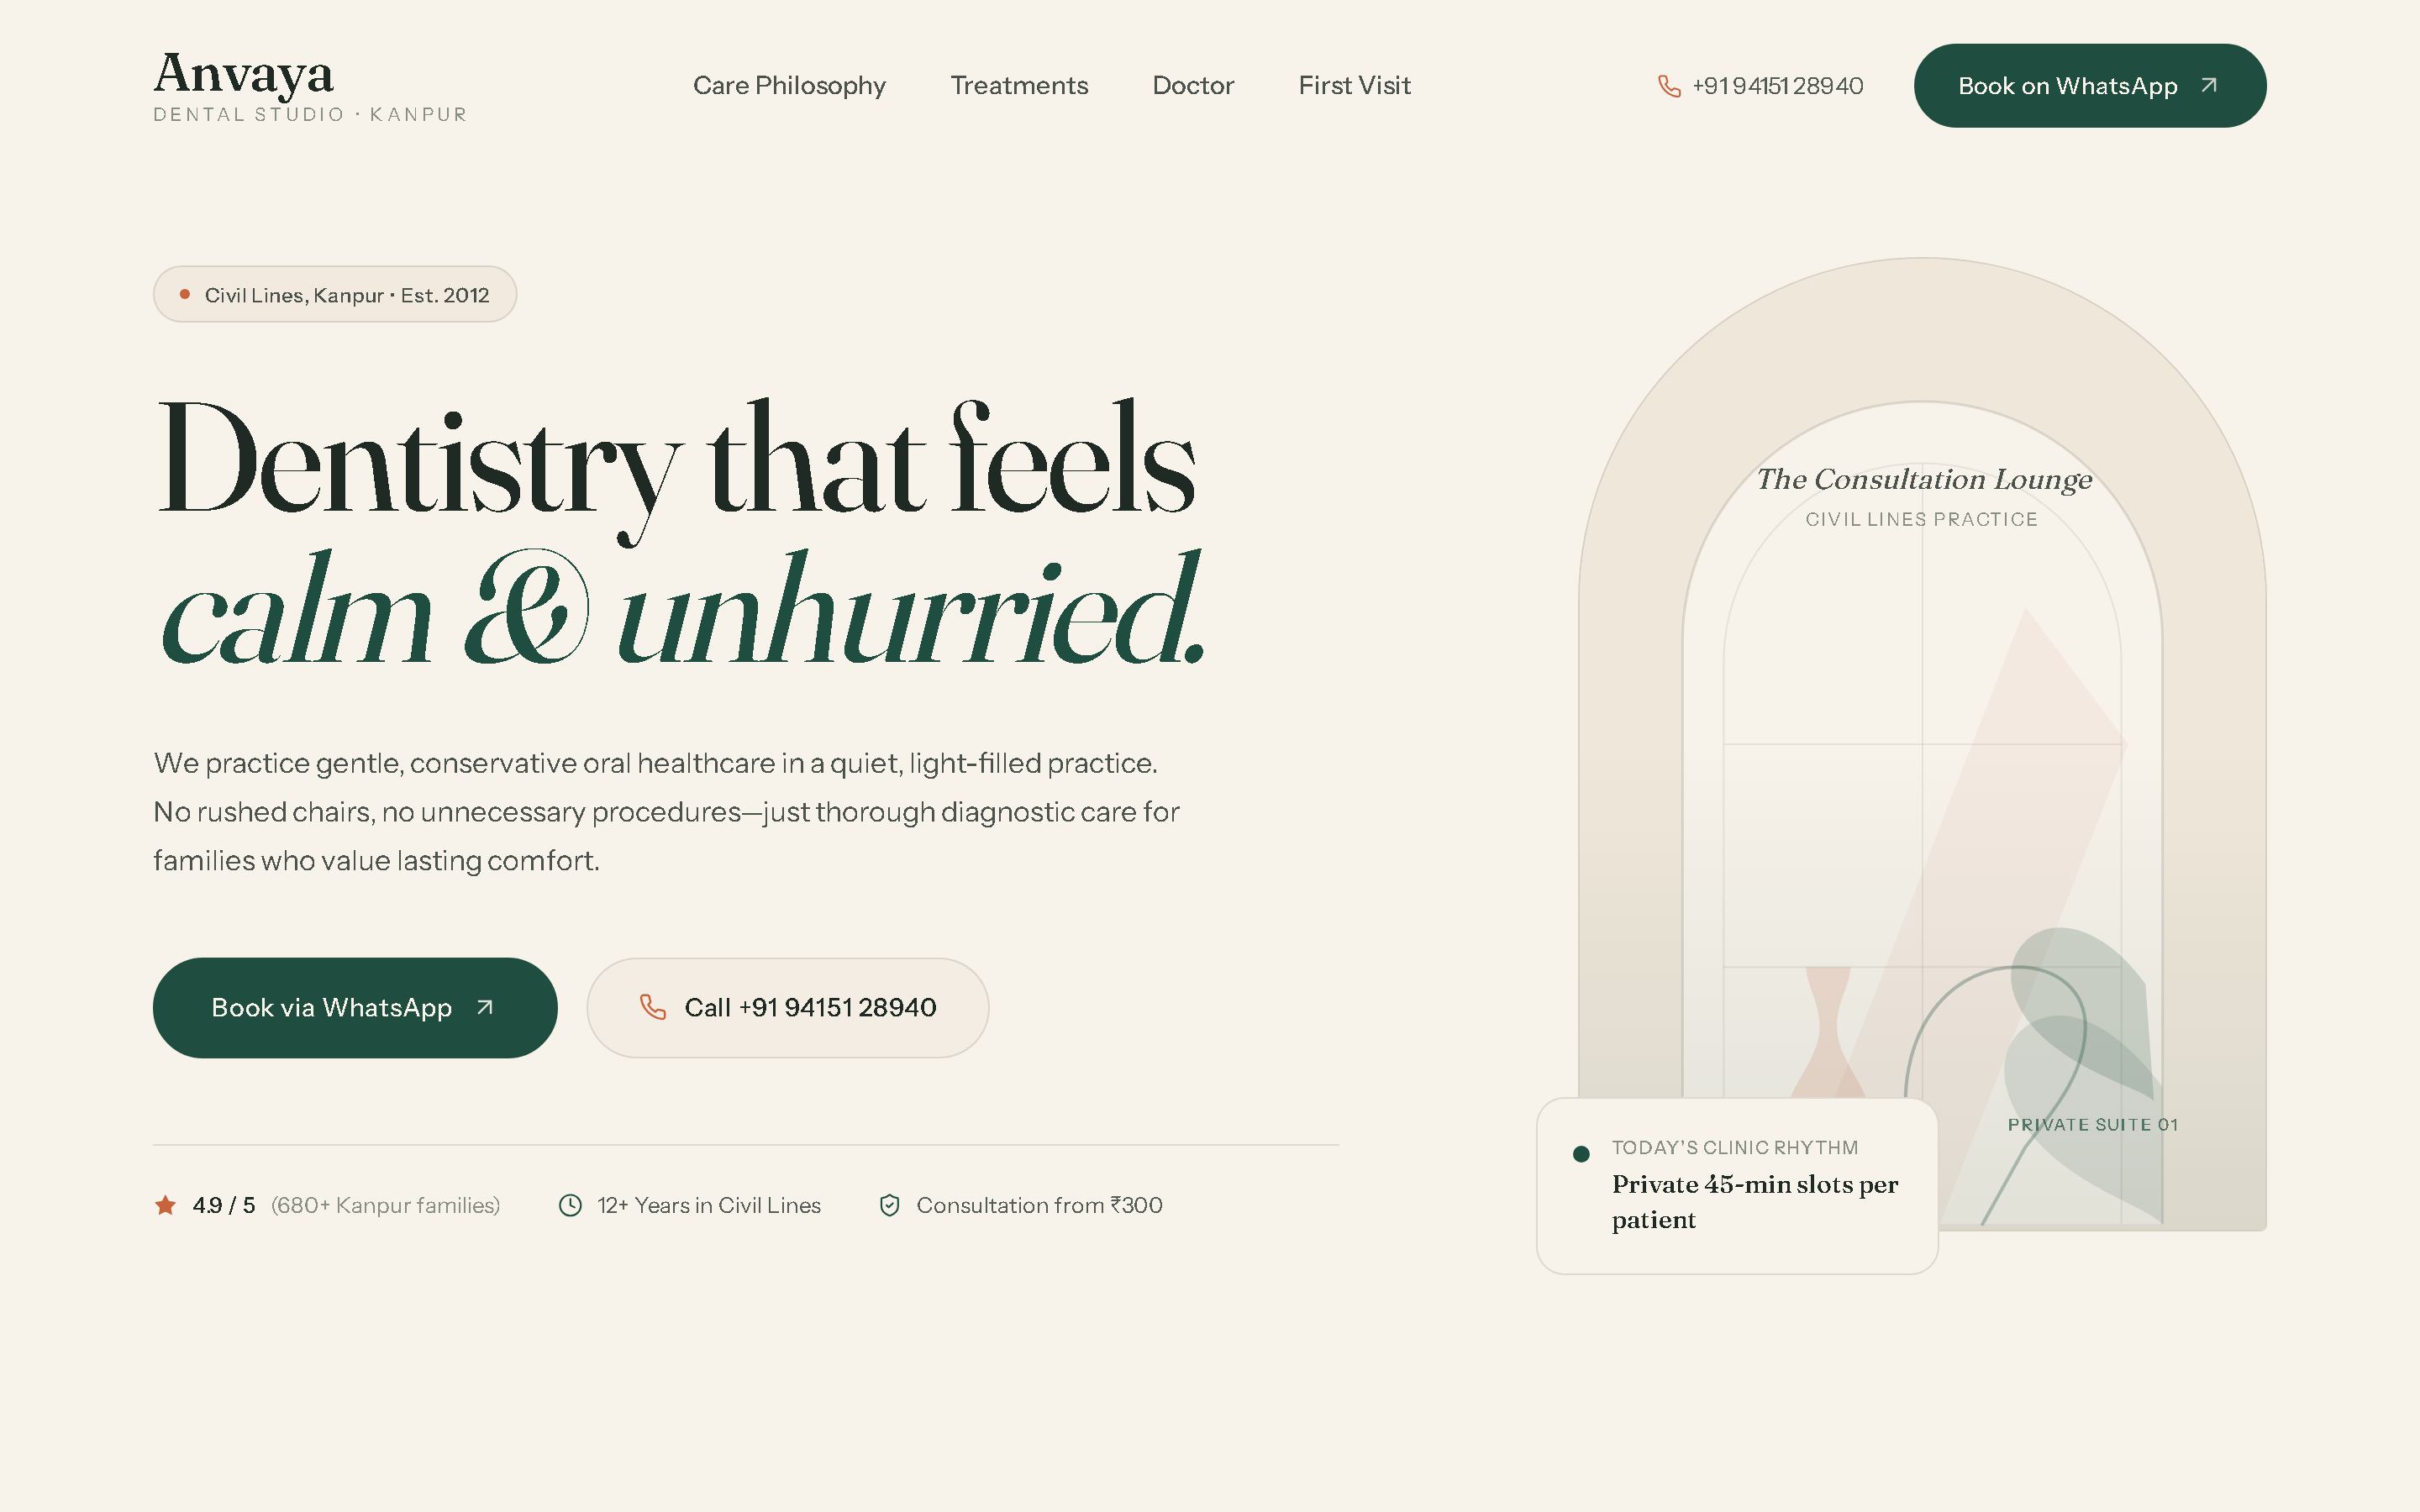 Anvaya
DENTAL STUDIO · KANPUR
Care Philosophy
Treatments
Doctor
First Visit
+91 94151 28940
Book on WhatsApp
Civil Lines, Kanpur · Est. 2012
Dentistry that feels
calm & unhurried.
We practice gentle, conservative oral healthcare in a quiet, light-filled practice.
No rushed chairs, no unnecessary procedures—just thorough diagnostic care for
families who value lasting comfort.
Book via WhatsApp
Call +91 94151 28940
4.9 / 5 (680+ Kanpur families)
12+ Years in Civil Lines
Consultation from ₹300
The Consultation Lounge
CIVIL LINES PRACTICE
PRIVATE SUITE 01
TODAY'S CLINIC RHYTHM
Private 45-min slots per
patient